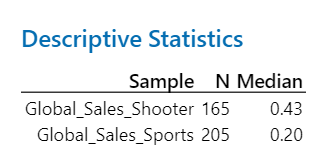 Descriptive Statistics
Sample N Median
Global_Sales_Shooter 165 0.43
Global_Sales_Sports 205 0.20